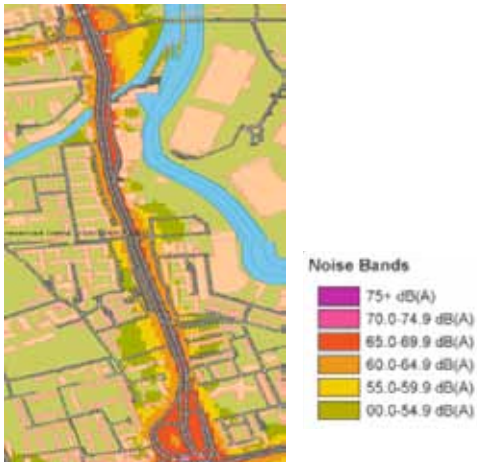 Noise Bands
75+ dB(A)
70.0-74.9 dB(A)
65.0-69.9 dB(A)
60.0-64.9 dB(A)
55.0-59.9 dB(A)
00.0-54.9 dB(A)